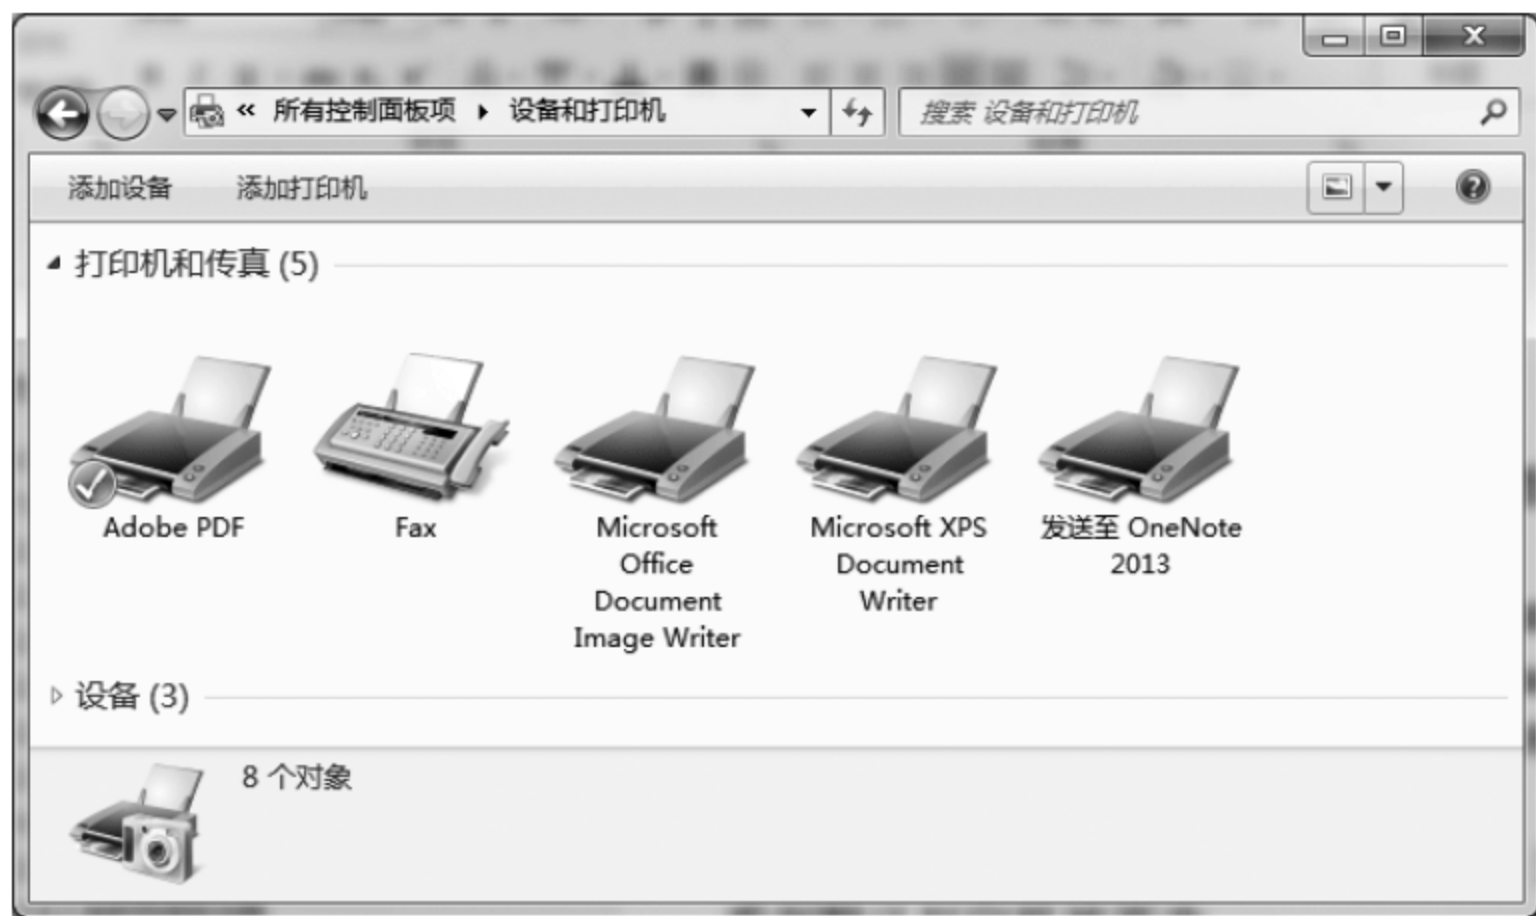 « 所有控制面板项 ▸ 设备和打印机
搜索 设备和打印机
添加设备 添加打印机
打印机和传真 (5)
Adobe PDF
Fax
Microsoft
Office
Document
Image Writer
Microsoft XPS
Document
Writer
发送至 OneNote
2013
设备 (3)
8 个对象